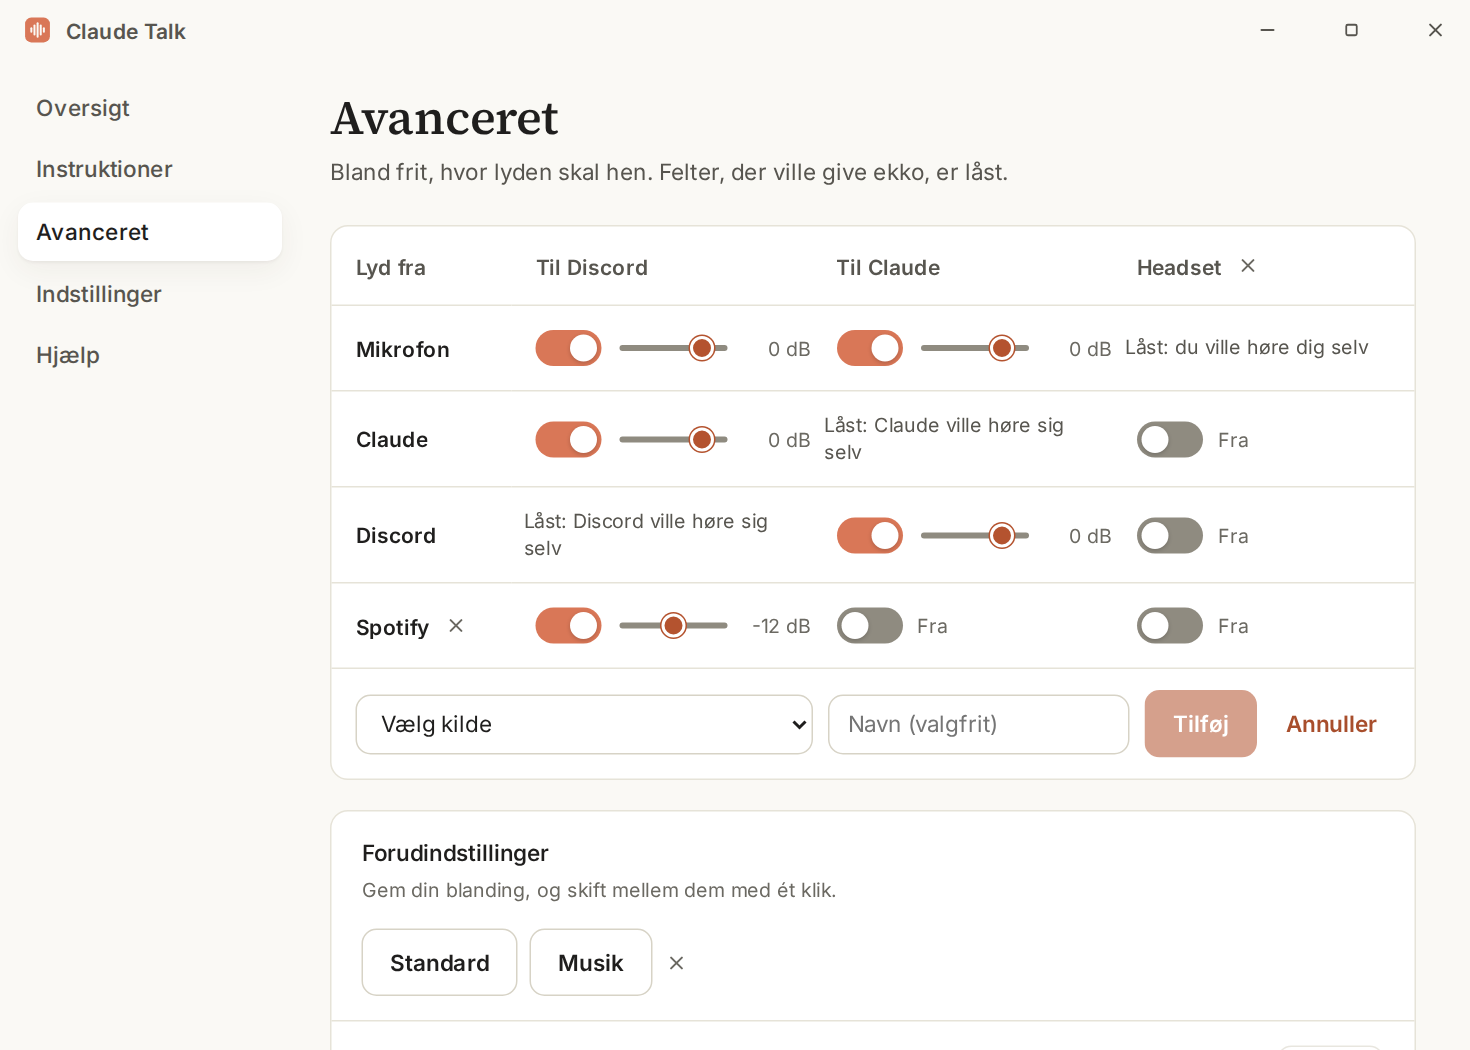 Claude Talk
Oversigt
Instruktioner
Avanceret
Indstillinger
Hjælp
Avanceret
Bland frit, hvor lyden skal hen. Felter, der ville give ekko, er låst.
Lyd fra Til Discord Til Claude Headset
Mikrofon 0 dB 0 dB Låst: du ville høre dig selv
Claude 0 dB Låst: Claude ville høre sig selv Fra
Discord Låst: Discord ville høre sig selv 0 dB Fra
Spotify -12 dB Fra Fra
Vælg kilde Navn (valgfrit) Tilføj Annuller
Forudindstillinger
Gem din blanding, og skift mellem dem med ét klik.
Standard Musik